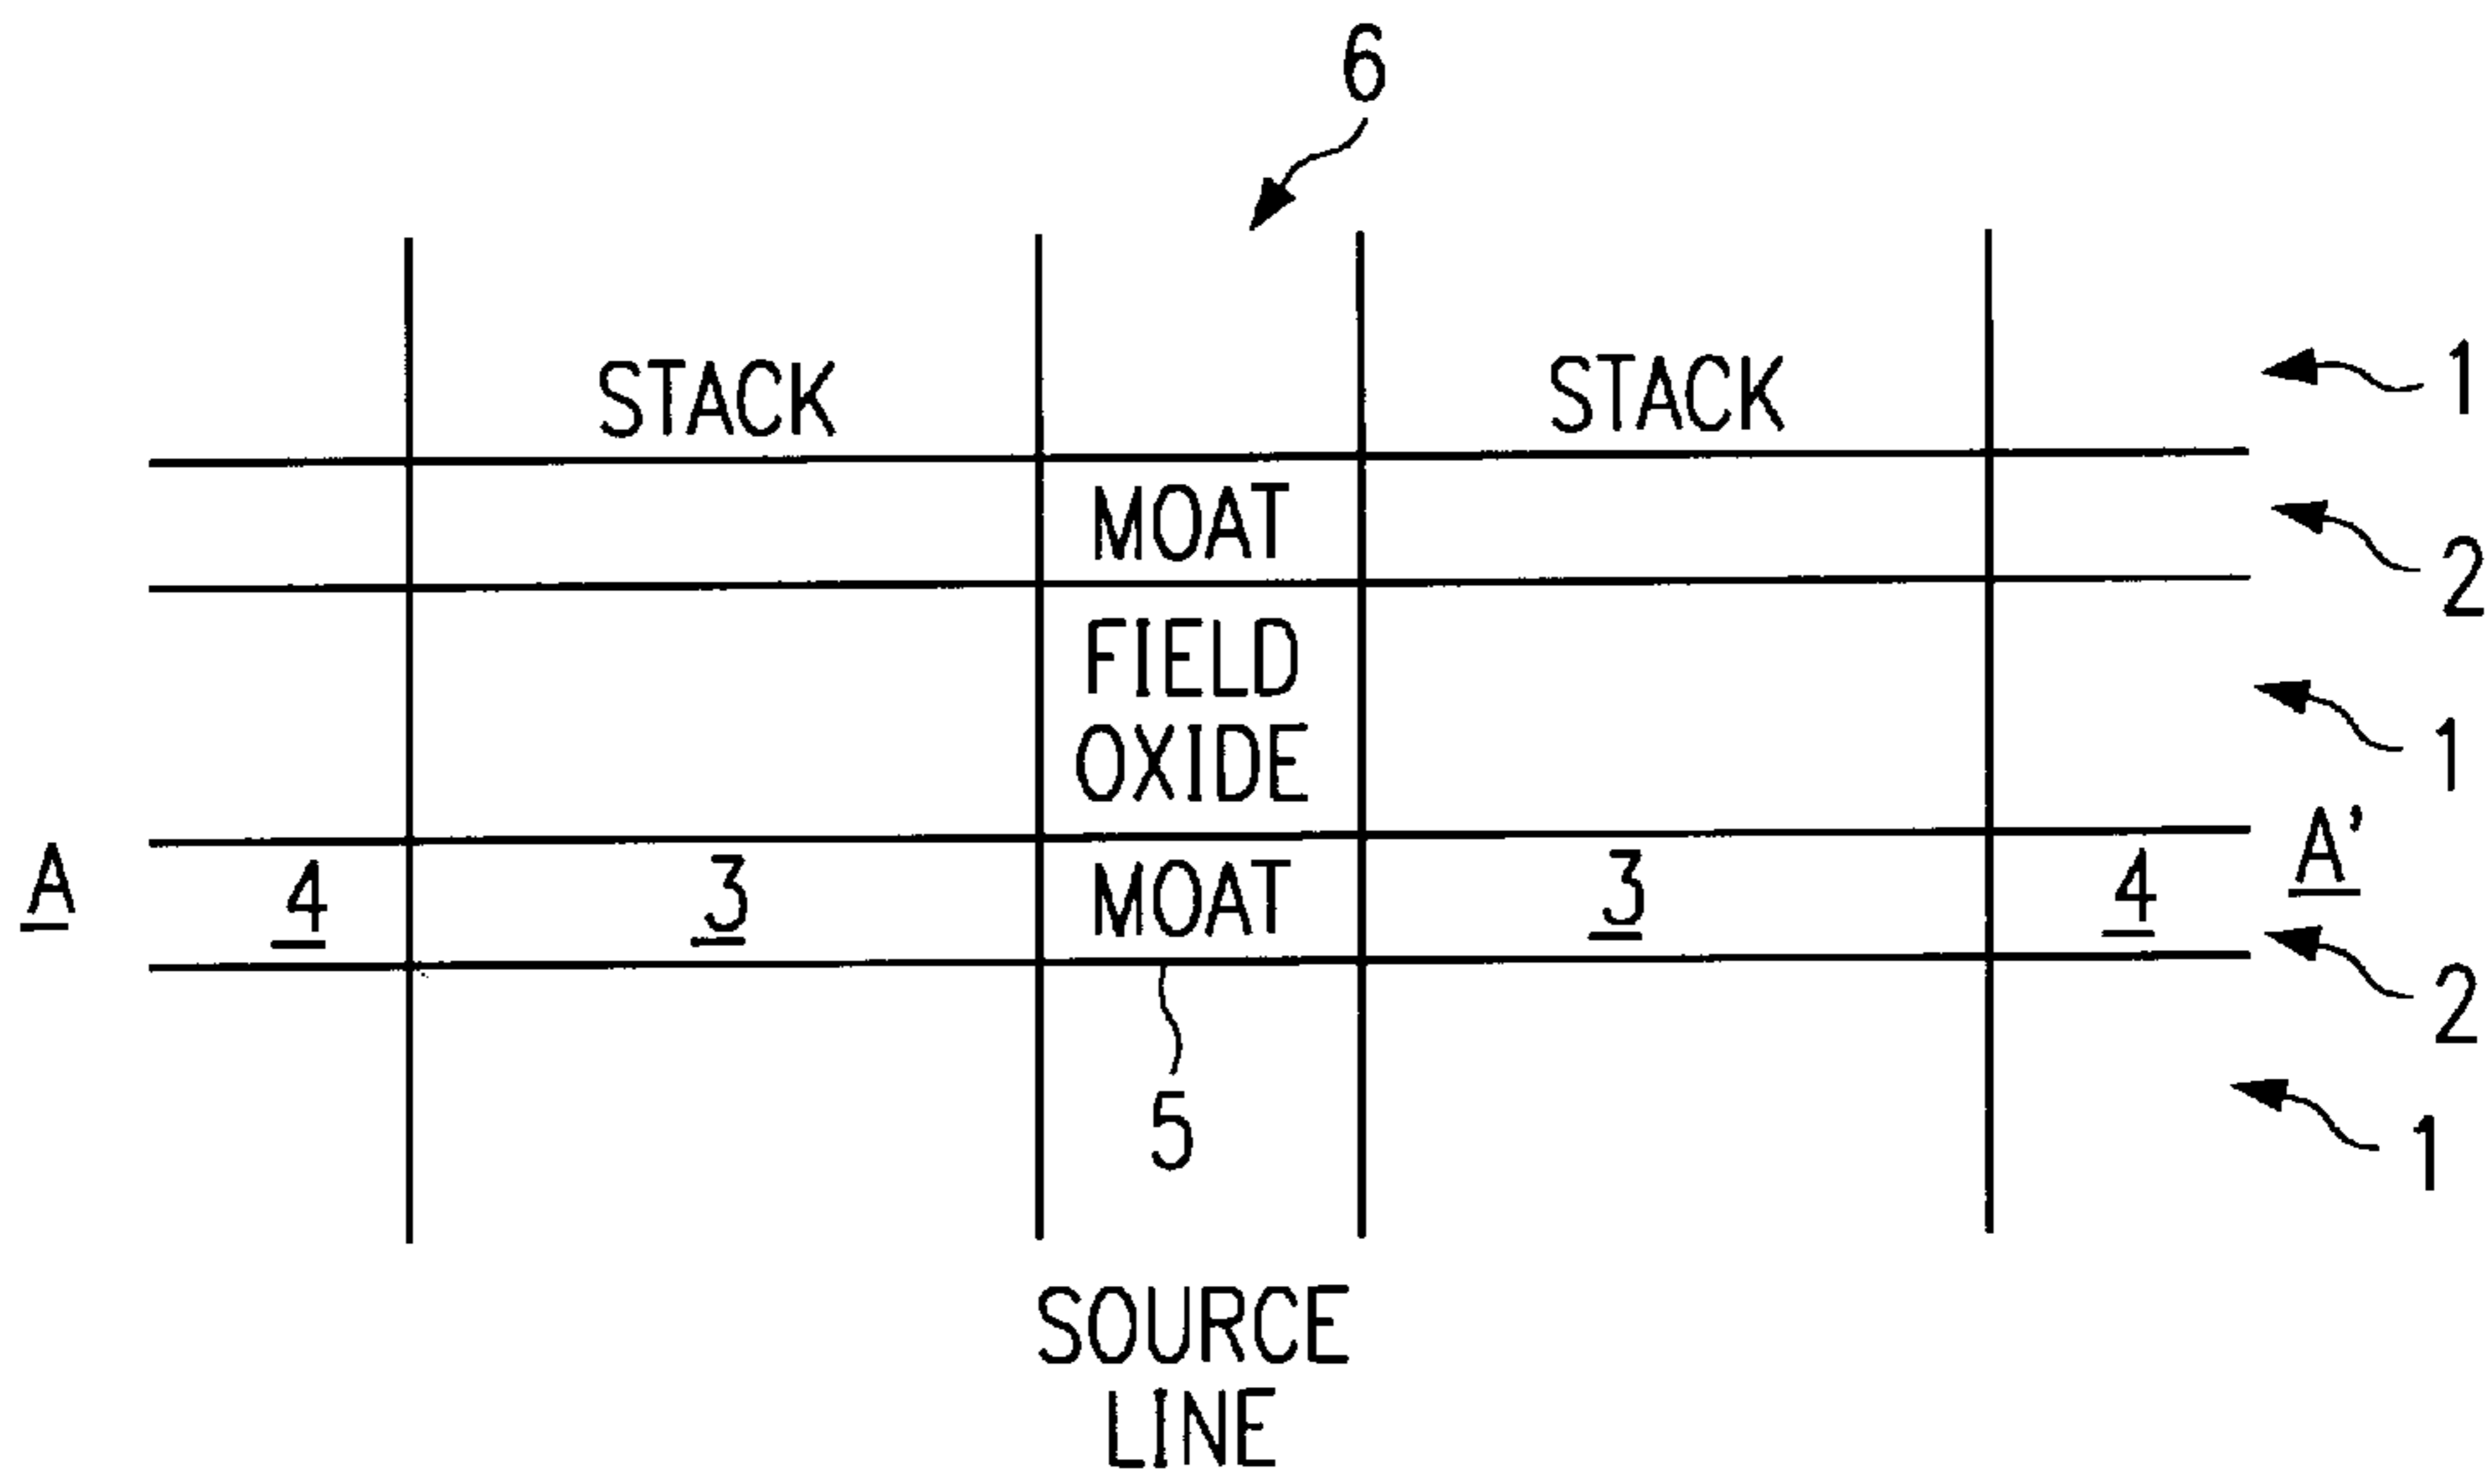 6
STACK STACK 1
MOAT 2
FIELD
OXIDE 1
A 4 3 MOAT 3 4 A'
2
5 1
SOURCE
LINE